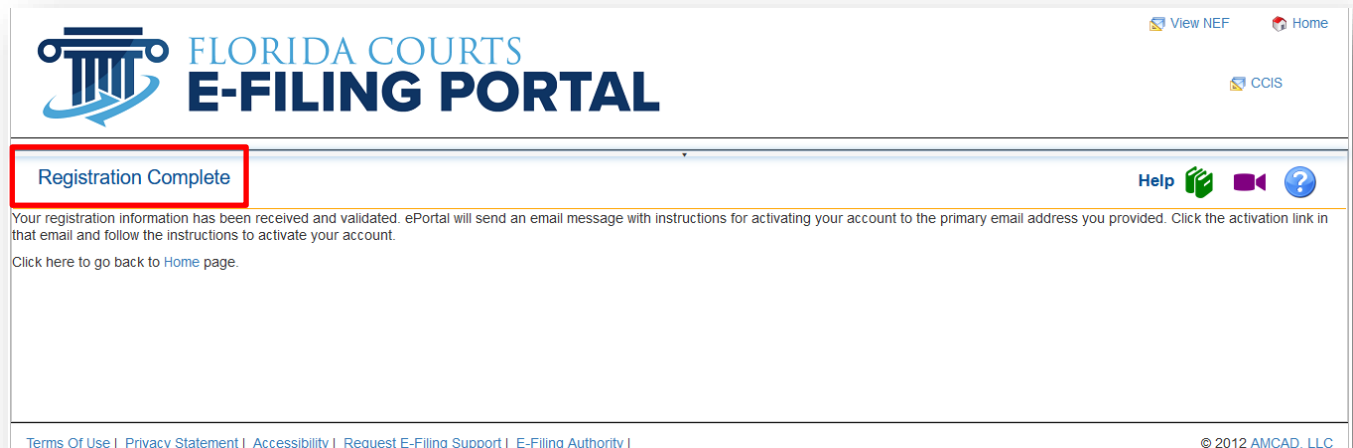 View NEF Home
FLORIDA COURTS
E-FILING PORTAL
CCIS
Registration Complete
Help
Your registration information has been received and validated. ePortal will send an email message with instructions for activating your account to the primary email address you provided. Click the activation link in
that email and follow the instructions to activate your account.
Click here to go back to Home page.
Terms Of Use | Privacy Statement | Accessibility | Request E-Filing Support | E-Filing Authority | © 2012 AMCAD, LLC